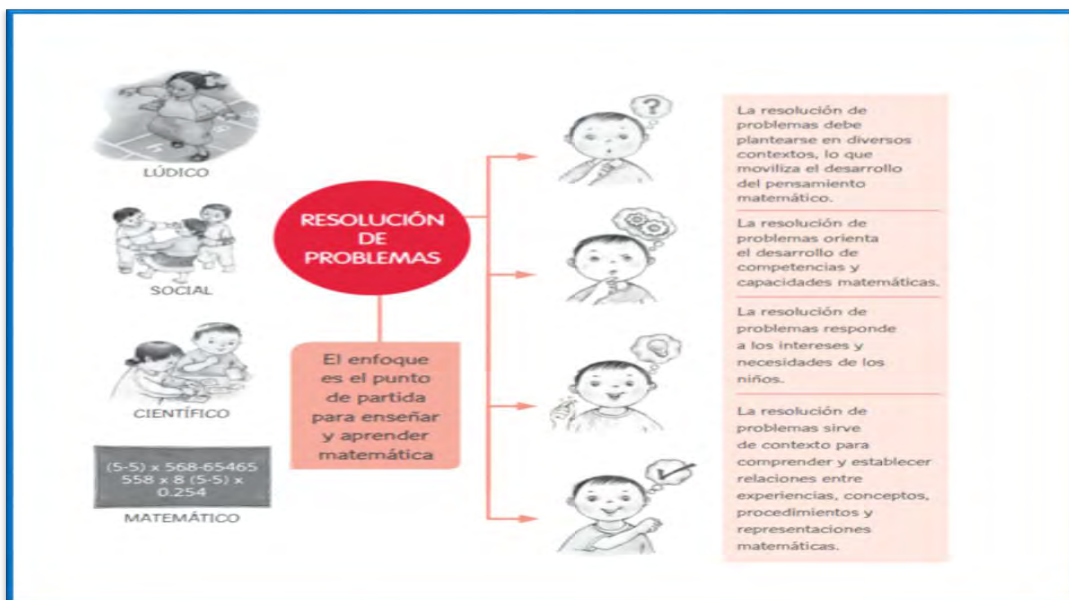 LÚDICO
SOCIAL
CIENTÍFICO
(5-5) x 568-65465
558 x 8 (5-5) x
0.254
MATEMÁTICO
RESOLUCIÓN
DE
PROBLEMAS
El enfoque
es el punto
de partida
para enseñar
y aprender
matemática
?
La resolución de
problemas debe
plantearse en diversos
contextos, lo que
moviliza el desarrollo
del pensamiento
matemático.
La resolución de
problemas orienta
el desarrollo de
competencias y
capacidades matemáticas.
La resolución de
problemas responde
a los intereses y
necesidades de los
niños.
La resolución de
problemas sirve
de contexto para
comprender y establecer
relaciones entre
experiencias, conceptos,
procedimientos y
representaciones
matemáticas.